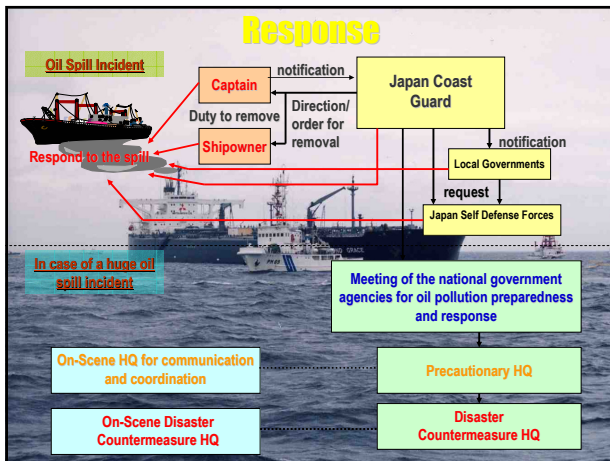 Response
Oil Spill Incident
notification
Captain
Japan Coast
Guard
Duty to remove
Direction/
order for
removal
Shipowner
notification
Respond to the spill
Local Governments
request
Japan Self Defense Forces
In case of a huge oil
spill incident
Meeting of the national government
agencies for oil pollution preparedness
and response
On-Scene HQ for communication
and coordination
Precautionary HQ
On-Scene Disaster
Countermeasure HQ
Disaster
Countermeasure HQ